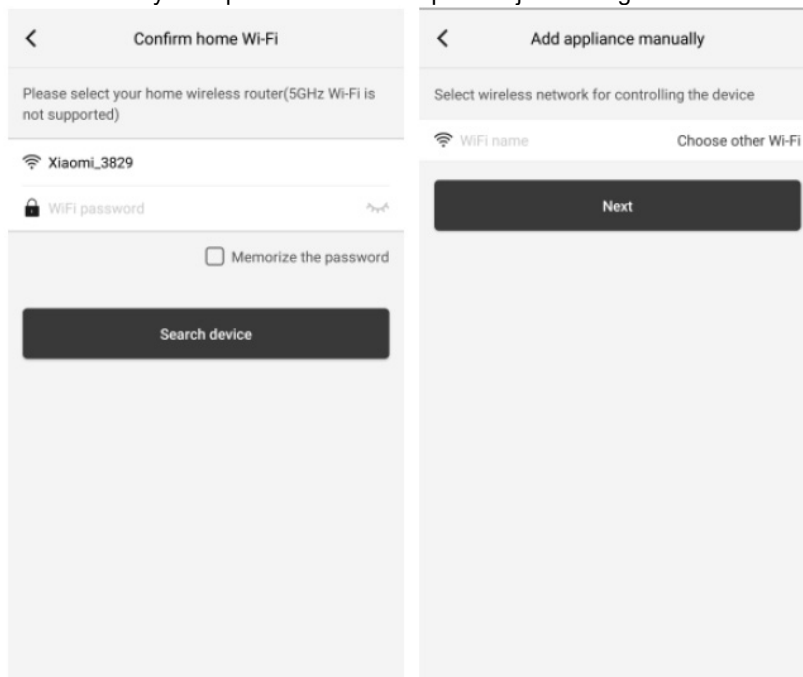 Confirm home Wi-Fi
Please select your home wireless router(5GHz Wi-Fi is
not supported)
Xiaomi_3829
WiFi password
Memorize the password
Search device
Add appliance manually
Select wireless network for controlling the device
WiFi name Choose other Wi-Fi
Next